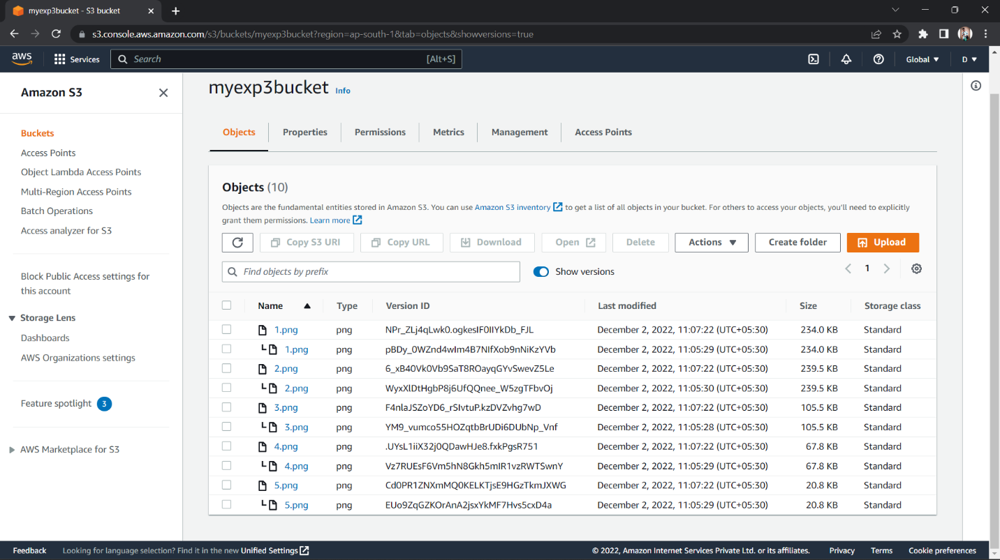 myexp3bucket - S3 bucket
s3.console.aws.amazon.com/s3/buckets/myexp3bucket?region=ap-south-1&tab=objects&showversions=true
aws Services Search [Alt+S] Global D
Amazon S3
Buckets
Access Points
Object Lambda Access Points
Multi-Region Access Points
Batch Operations
Access analyzer for S3
Block Public Access settings for
this account
Storage Lens
Dashboards
AWS Organizations settings
Feature spotlight 3
AWS Marketplace for S3
myexp3bucket Info
Objects Properties Permissions Metrics Management Access Points
Objects (10)
Objects are the fundamental entities stored in Amazon S3. You can use Amazon S3 inventory to get a list of all objects in your bucket. For others to access your objects, you'll need to explicitly
grant them permissions. Learn more
Copy S3 URI Copy URL Download Open Delete Actions Create folder Upload
Find objects by prefix Show versions 1
Name Type Version ID Last modified Size Storage class
1.png png NPr_ZLj4qLwk0.ogkesIF0IIYkDb_FJL December 2, 2022, 11:07:22 (UTC+05:30) 234.0 KB Standard
1.png png pBDy_0WZnd4wIm4B7NIfXob9nNiKzYVb December 2, 2022, 11:05:29 (UTC+05:30) 234.0 KB Standard
2.png png 6_xB40Vk0Vb9SaT8ROayqGYvSwevZ5Le December 2, 2022, 11:07:22 (UTC+05:30) 239.5 KB Standard
2.png png WyxXlDtHgbP8j6UfQQnee_W5zgTFbvOj December 2, 2022, 11:05:30 (UTC+05:30) 239.5 KB Standard
3.png png F4nlaJSZoYD6_rSIvtuP.kzDVZvhg7wD December 2, 2022, 11:07:22 (UTC+05:30) 105.5 KB Standard
3.png png YM9_vumco55HOZqtbBrUDi6DUbNp_Vnf December 2, 2022, 11:05:28 (UTC+05:30) 105.5 KB Standard
4.png png .UYsL1iiX32j0QDawHJe8.fxkPgsR751 December 2, 2022, 11:07:22 (UTC+05:30) 67.8 KB Standard
4.png png Vz7RUEsF6Vm5hN8Gkh5mIR1vzRWTSwnY December 2, 2022, 11:05:29 (UTC+05:30) 67.8 KB Standard
5.png png Cd0PR1ZNXmMQ0KELKTjsE9HGzTkmJXWG December 2, 2022, 11:07:22 (UTC+05:30) 20.8 KB Standard
5.png png EUo9ZqGZKOrAnA2jsxYkMF7Hvs5cxD4a December 2, 2022, 11:05:29 (UTC+05:30) 20.8 KB Standard
Feedback Looking for language selection? Find it in the new Unified Settings © 2022, Amazon Internet Services Private Ltd. or its affiliates. Privacy Terms Cookie preferences